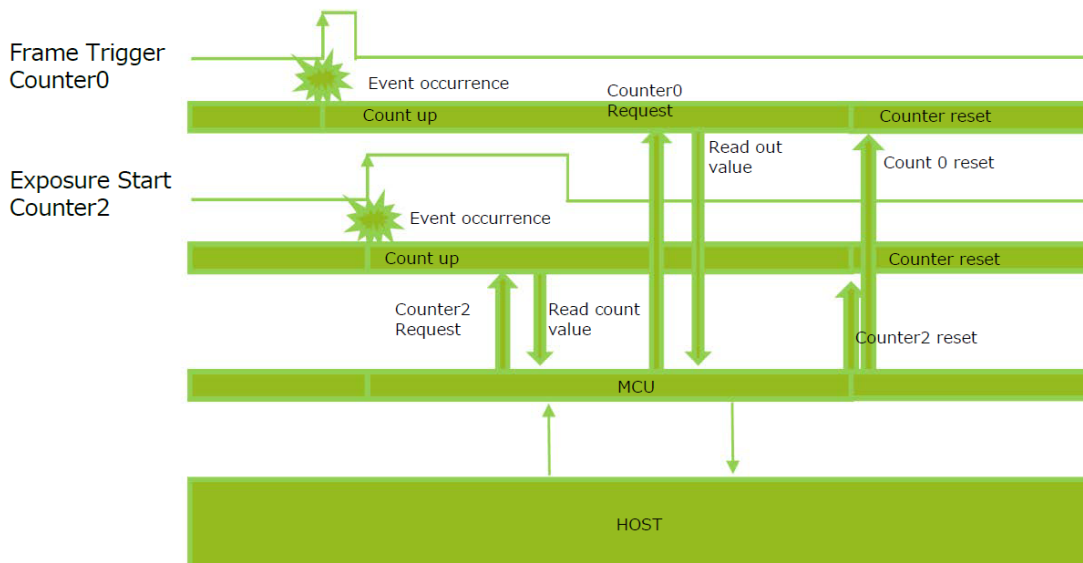 Frame Trigger
Counter0
Event occurrence
Counter0
Request
Count up
Counter reset
Read out
value
Count 0 reset
Exposure Start
Counter2
Event occurrence
Count up
Counter reset
Counter2
Request
Read count
value
Counter2 reset
MCU
HOST